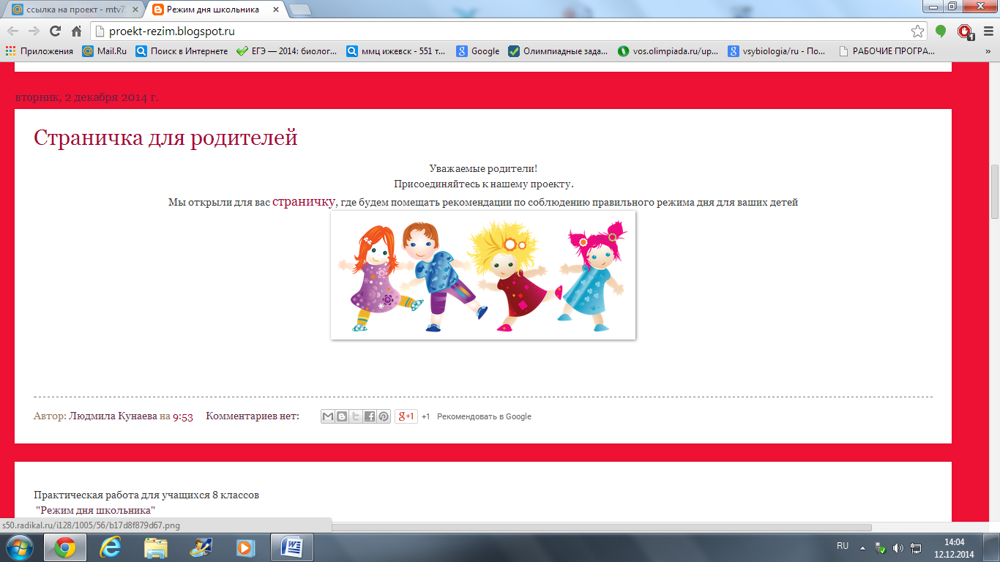 ссылка на проект - mtv7
Режим дня школьника
proekt-rezim.blogspot.ru
Приложения
Mail.Ru
Поиск в Интернете
ЕГЭ — 2014: биолог...
ммц ижевск - 551 т...
Google
Олимпиадные зада...
vos.olimpiada.ru/up...
vsybiologia/ru - По...
РАБОЧИЕ ПРОГРА...
»
вторник, 2 декабря 2014 г.
Страничка для родителей
Уважаемые родители!
Присоединяйтесь к нашему проекту.
Мы открыли для вас страничку, где будем помещать рекомендации по соблюдению правильного режима дня для ваших детей
Автор: Людмила Кунаева на 9:53 Комментариев нет:
g+1 +1 Рекомендовать в Google
Практическая работа для учащихся 8 классов
"Режим дня школьника"
s50.radikal.ru/i128/1005/56/b17d8f879d67.png
RU
14:04
12.12.2014